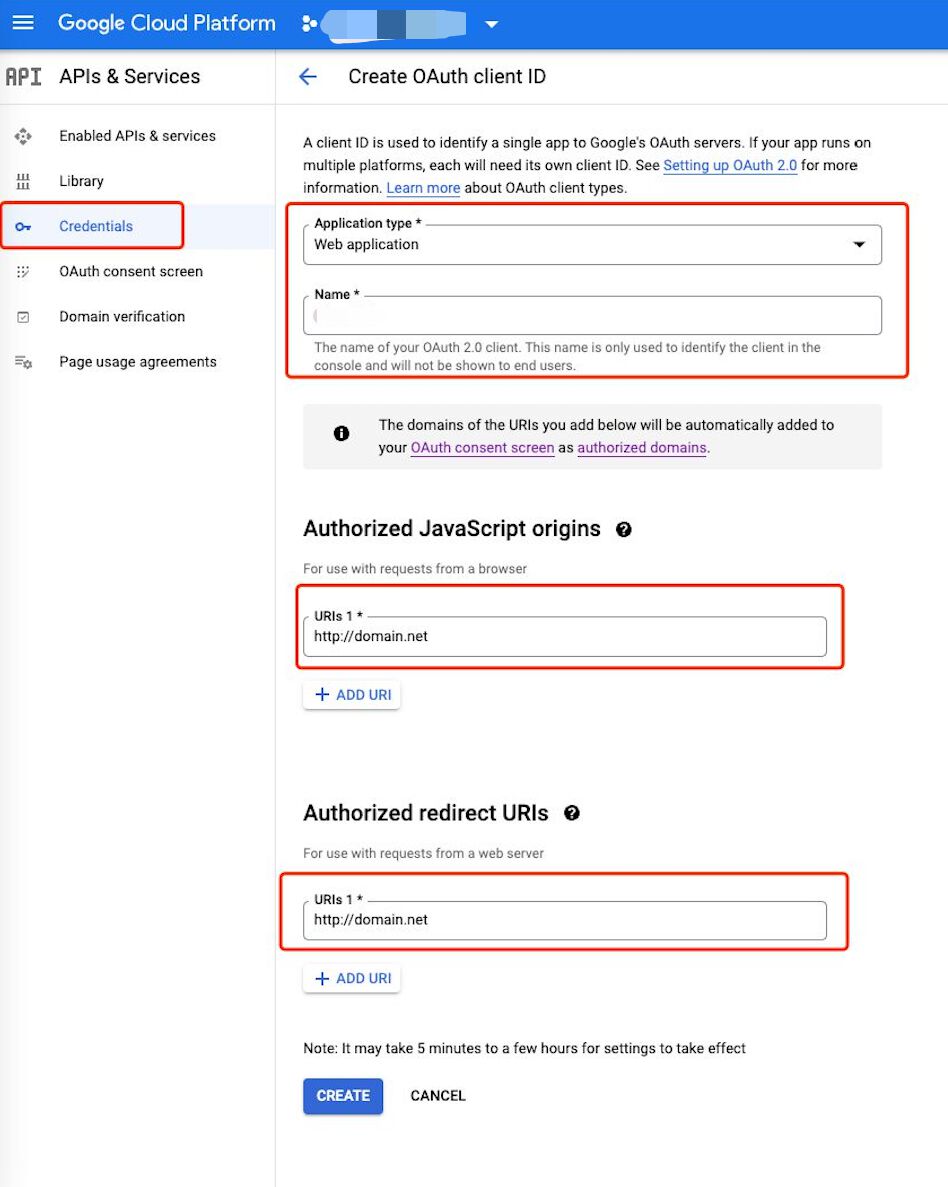 Google Cloud Platform
API APIs & Services
Create OAuth client ID
Enabled APIs & services
Library
Credentials
OAuth consent screen
Domain verification
Page usage agreements
A client ID is used to identify a single app to Google's OAuth servers. If your app runs on
multiple platforms, each will need its own client ID. See Setting up OAuth 2.0 for more
information. Learn more about OAuth client types.
Application type *
Web application
Name *
The name of your OAuth 2.0 client. This name is only used to identify the client in the
console and will not be shown to end users.
The domains of the URIs you add below will be automatically added to
your OAuth consent screen as authorized domains.
Authorized JavaScript origins
For use with requests from a browser
URIs 1 *
http://domain.net
ADD URI
Authorized redirect URIs
For use with requests from a web server
URIs 1 *
http://domain.net
ADD URI
Note: It may take 5 minutes to a few hours for settings to take effect
CREATE
CANCEL